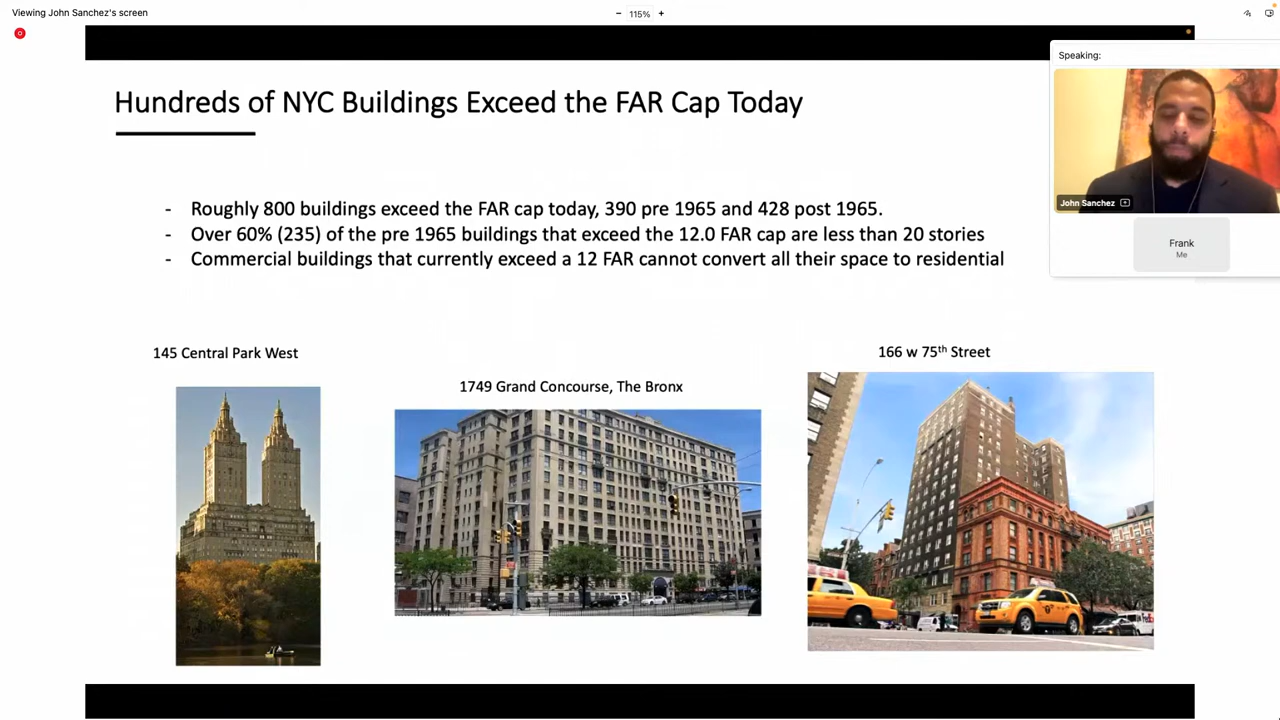 Viewing John Sanchez's screen
− 115% +
Speaking:
Hundreds of NYC Buildings Exceed the FAR Cap Today
John Sanchez
Frank
Me
- Roughly 800 buildings exceed the FAR cap today, 390 pre 1965 and 428 post 1965.
- Over 60% (235) of the pre 1965 buildings that exceed the 12.0 FAR cap are less than 20 stories
- Commercial buildings that currently exceed a 12 FAR cannot convert all their space to residential
145 Central Park West
1749 Grand Concourse, The Bronx
166 w 75th Street